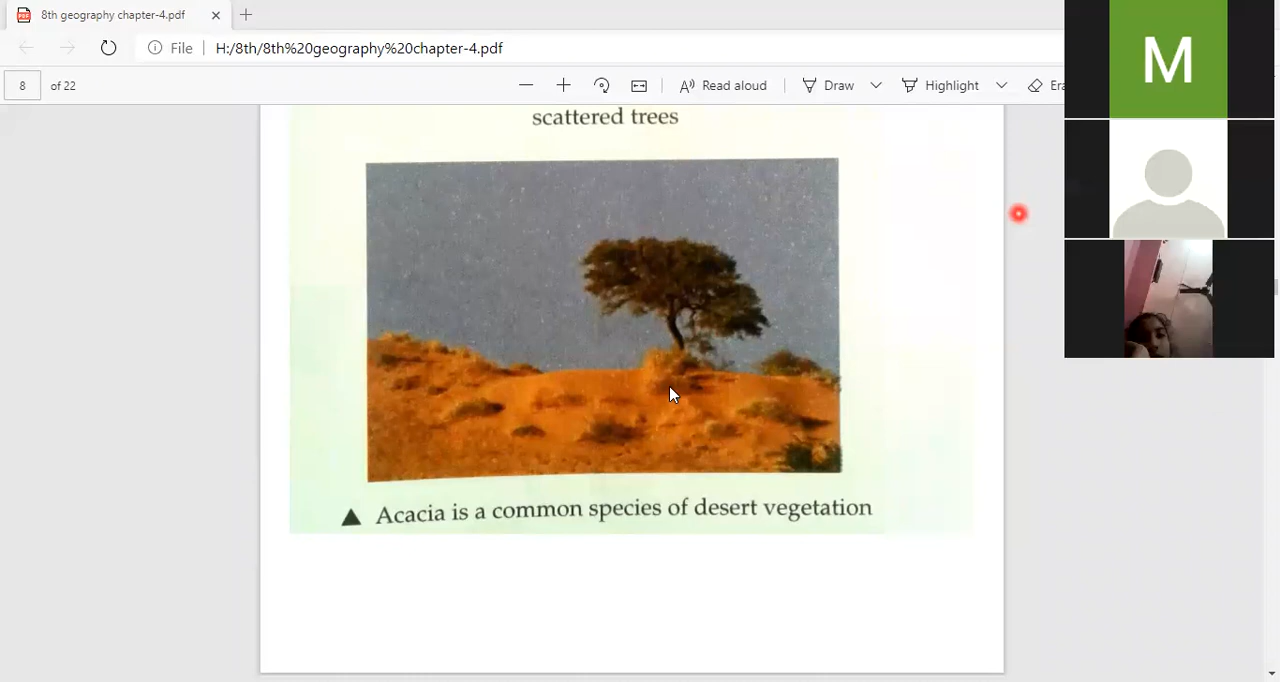 8th geography chapter-4.pdf
File
H:/8th/8th%20geography%20chapter-4.pdf
8
of 22
Read aloud
Draw
Highlight
M
scattered trees
▲ Acacia is a common species of desert vegetation